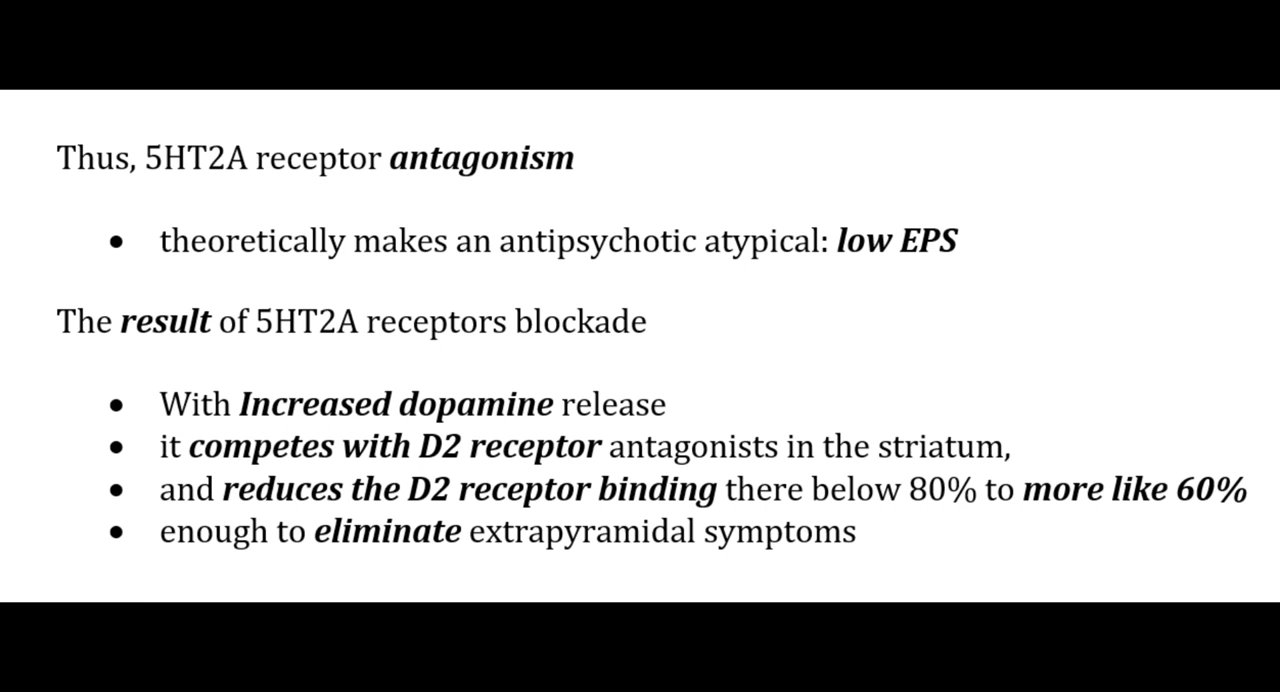 Thus, 5HT2A receptor antagonism
• theoretically makes an antipsychotic atypical: low EPS
The result of 5HT2A receptors blockade
• With Increased dopamine release
• it competes with D2 receptor antagonists in the striatum,
• and reduces the D2 receptor binding there below 80% to more like 60%
• enough to eliminate extrapyramidal symptoms